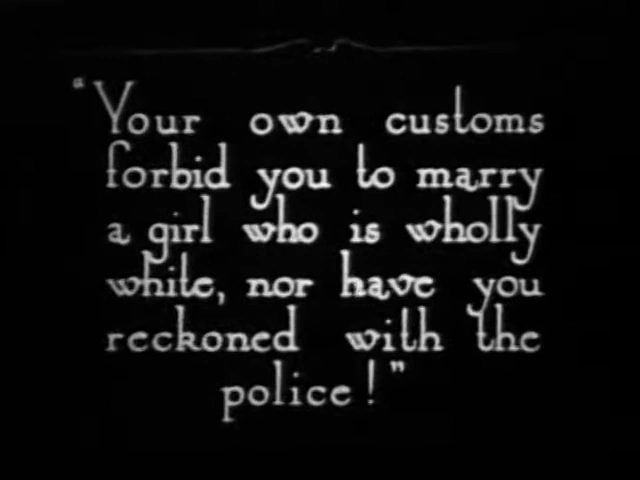 "Your own customs
forbid you to marry
a girl who is wholly
white, nor have you
reckoned with the
police!"